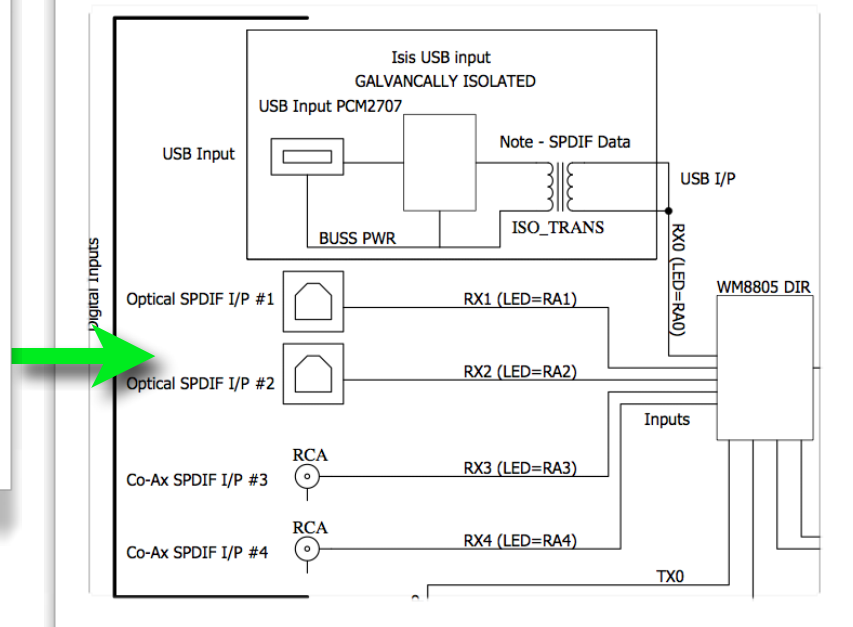 Isis USB input
GALVANCALLY ISOLATED
USB Input PCM2707
Note - SPDIF Data
USB Input
USB I/P
ISO_TRANS
BUSS PWR
RX0 (LED=RA0)
Digital Inputs
WM8805 DIR
Optical SPDIF I/P #1
RX1 (LED=RA1)
Optical SPDIF I/P #2
RX2 (LED=RA2)
Inputs
RCA
Co-Ax SPDIF I/P #3
RX3 (LED=RA3)
RCA
Co-Ax SPDIF I/P #4
RX4 (LED=RA4)
TX0